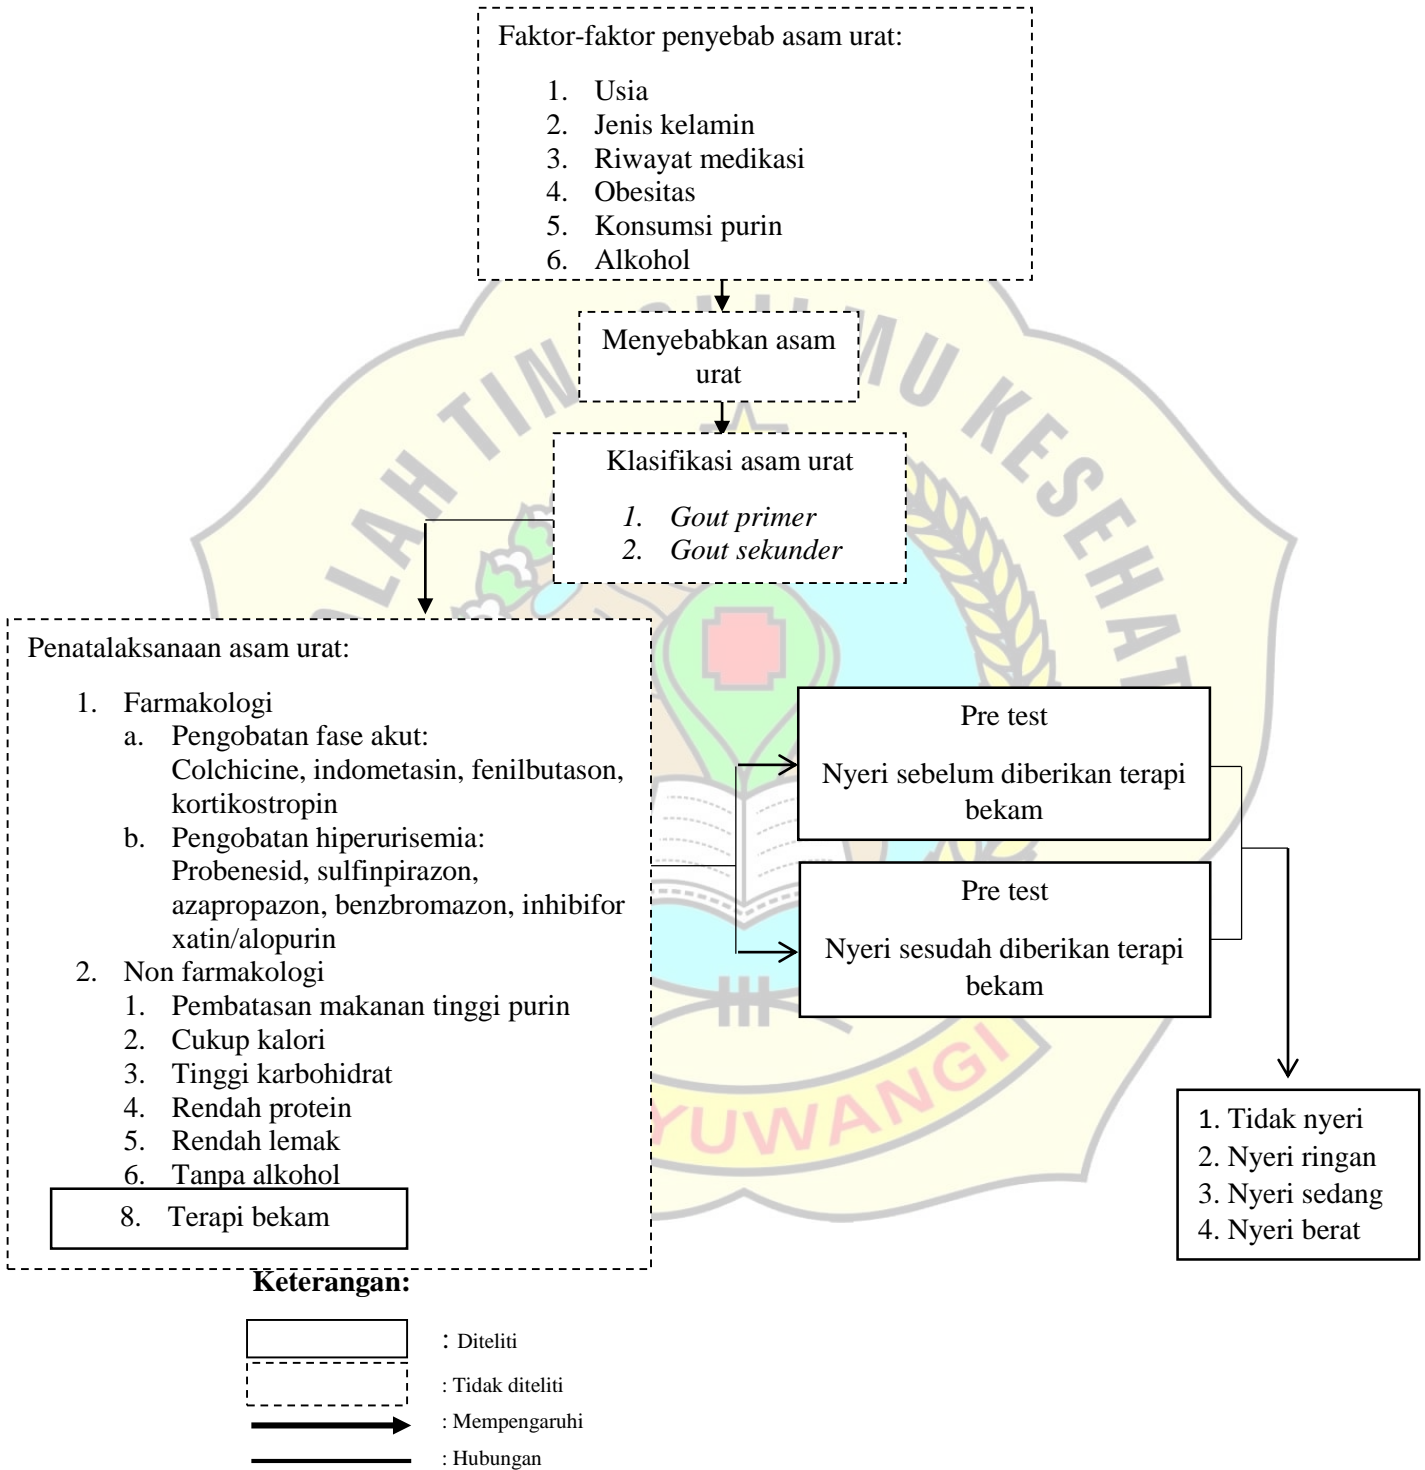 Faktor-faktor penyebab asam urat:
1. Usia
2. Jenis kelamin
3. Riwayat medikasi
4. Obesitas
5. Konsumsi purin
6. Alkohol
Menyebabkan asam
urat
Klasifikasi asam urat
1. Gout primer
2. Gout sekunder
Penatalaksanaan asam urat:
1. Farmakologi
a. Pengobatan fase akut:
Colchicine, indometasin, fenilbutason,
kortikostropin
b. Pengobatan hiperurisemia:
Probenesid, sulfinpirazon,
azapropazon, benzbromazon, inhibifor
xatin/alopurin
2. Non farmakologi
1. Pembatasan makanan tinggi purin
2. Cukup kalori
3. Tinggi karbohidrat
4. Rendah protein
5. Rendah lemak
6. Tanpa alkohol
8. Terapi bekam
Pre test
Nyeri sebelum diberikan terapi
bekam
Pre test
Nyeri sesudah diberikan terapi
bekam
1. Tidak nyeri
2. Nyeri ringan
3. Nyeri sedang
4. Nyeri berat
Keterangan:
: Diteliti
: Tidak diteliti
: Mempengaruhi
: Hubungan